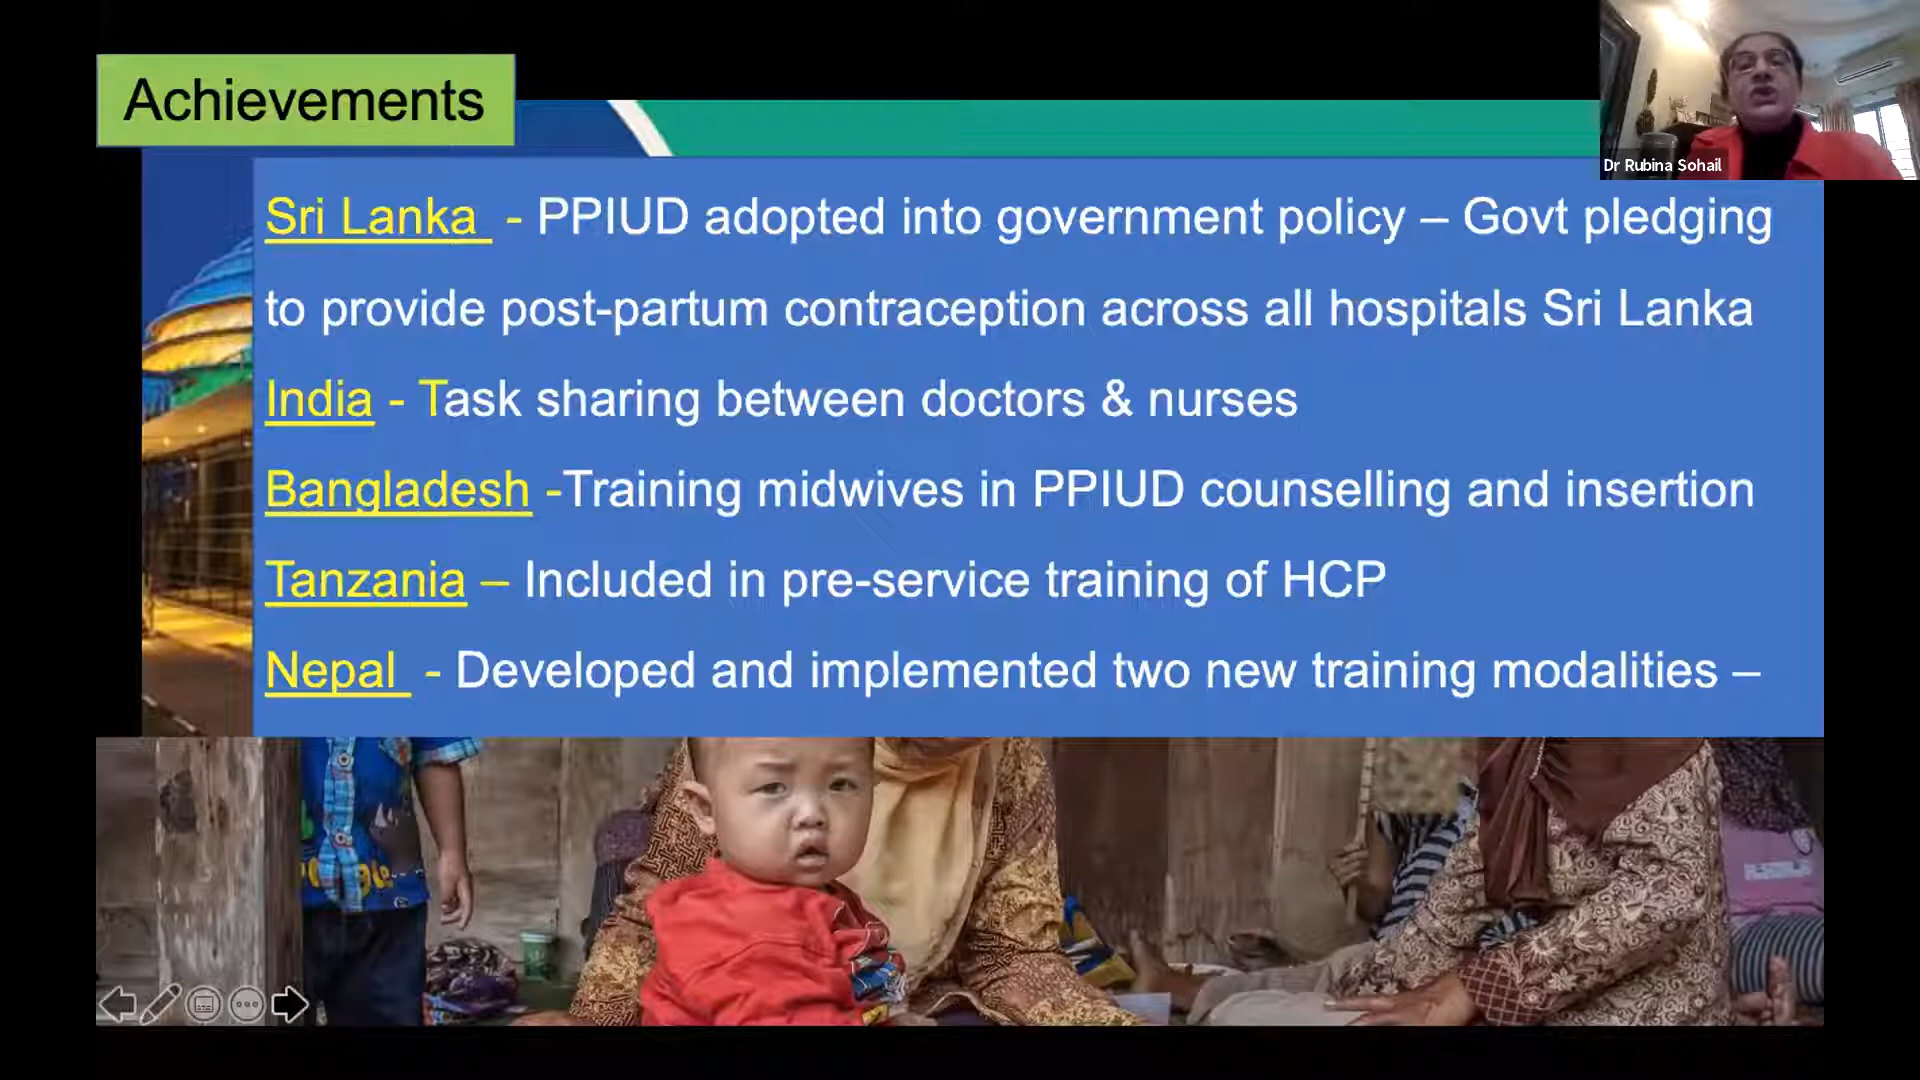 Achievements
Dr Rubina Sohail
Sri Lanka - PPIUD adopted into government policy – Govt pledging
to provide post-partum contraception across all hospitals Sri Lanka
India - Task sharing between doctors & nurses
Bangladesh -Training midwives in PPIUD counselling and insertion
Tanzania – Included in pre-service training of HCP
Nepal - Developed and implemented two new training modalities –